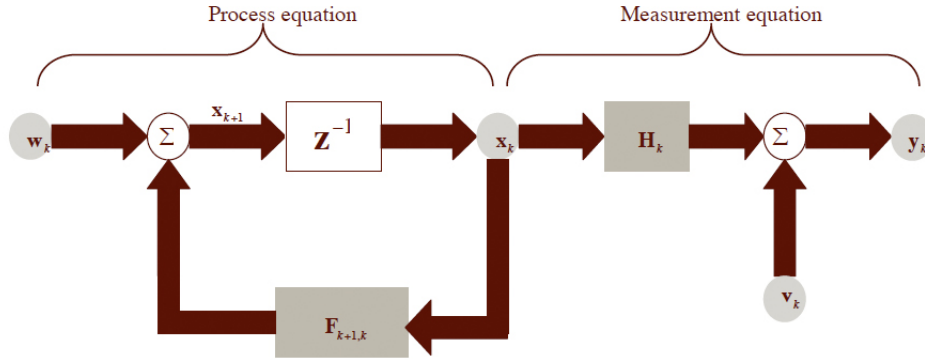 Process equation
Measurement equation
w_k
Σ
x_{k+1}
Z^{-1}
x_k
H_k
Σ
y_k
v_k
F_{k+1,k}